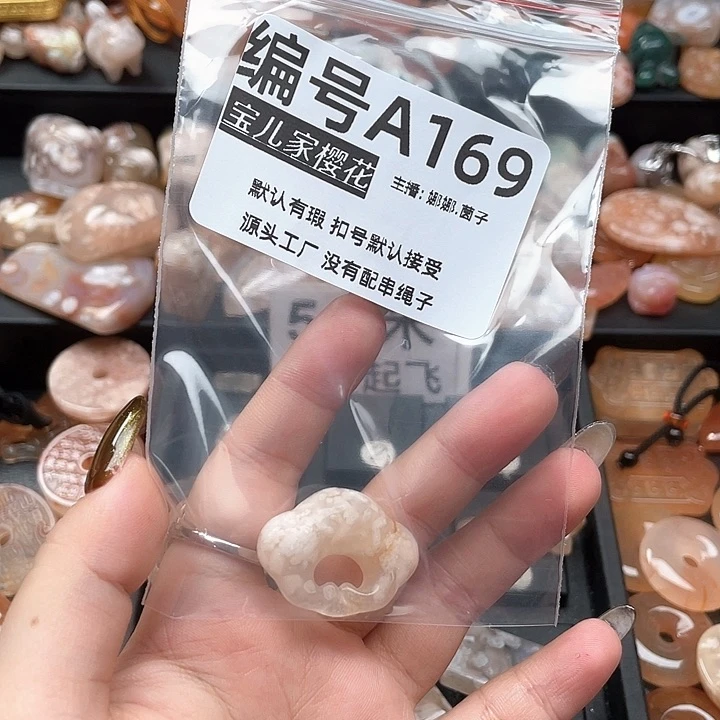 编号A169
宝儿家樱花
主播：娜娜.菌子
默认有瑕 扣号默认接受
源头工厂 没有配串绳子